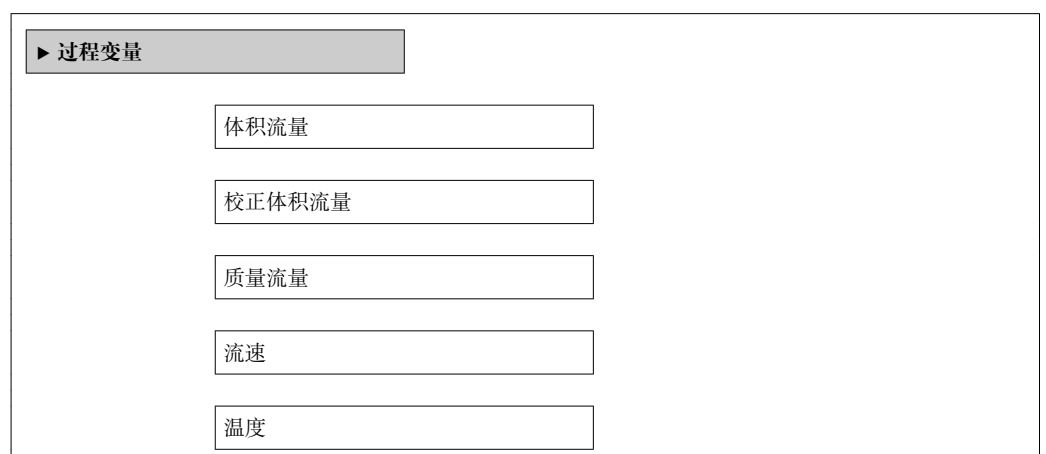 ▶ 过程变量
体积流量
校正体积流量
质量流量
流速
温度